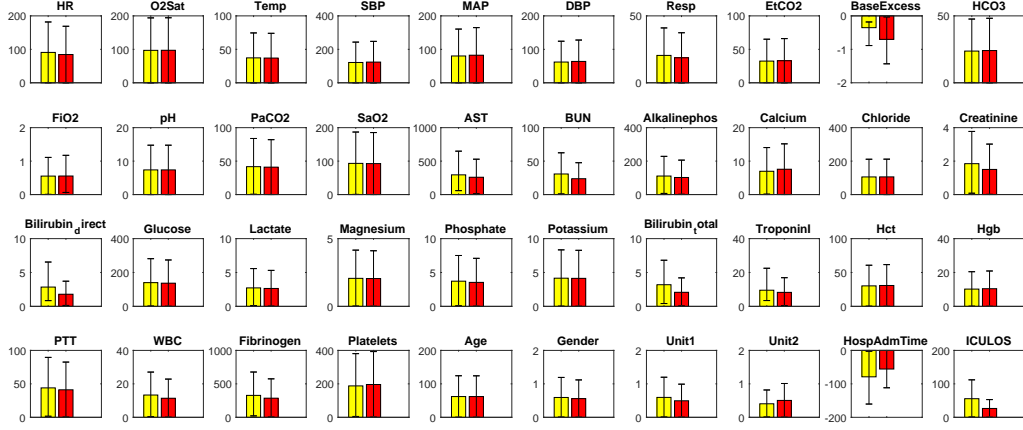 HR O2Sat Temp SBP MAP DBP Resp EtCO2 BaseExcess HCO3
200 200 100 400 200 200 50 100 0 50
100 100 50 200 100 100 50 -1
0 0 0 0 0 0 0 0 -2 0
FiO2 pH PaCO2 SaO2 AST BUN Alkalinephos Calcium Chloride Creatinine
2 20 100 200 1000 1000 400 20 400 4
1 10 50 100 500 500 200 10 200 2
0 0 0 0 0 0 0 0 0 0
Bilirubin_direct Glucose Lactate Magnesium Phosphate Potassium Bilirubin_total TroponinI Hct Hgb
10 400 10 5 10 10 10 40 100 40
5 200 5 5 5 5 20 50 20
0 0 0 0 0 0 0 0 0 0
PTT WBC Fibrinogen Platelets Age Gender Unit1 Unit2 HospAdmTime ICULOS
100 40 1000 400 200 2 2 2 0 200
50 20 500 200 100 1 1 1 -100 100
0 0 0 0 0 0 0 0 -200 0